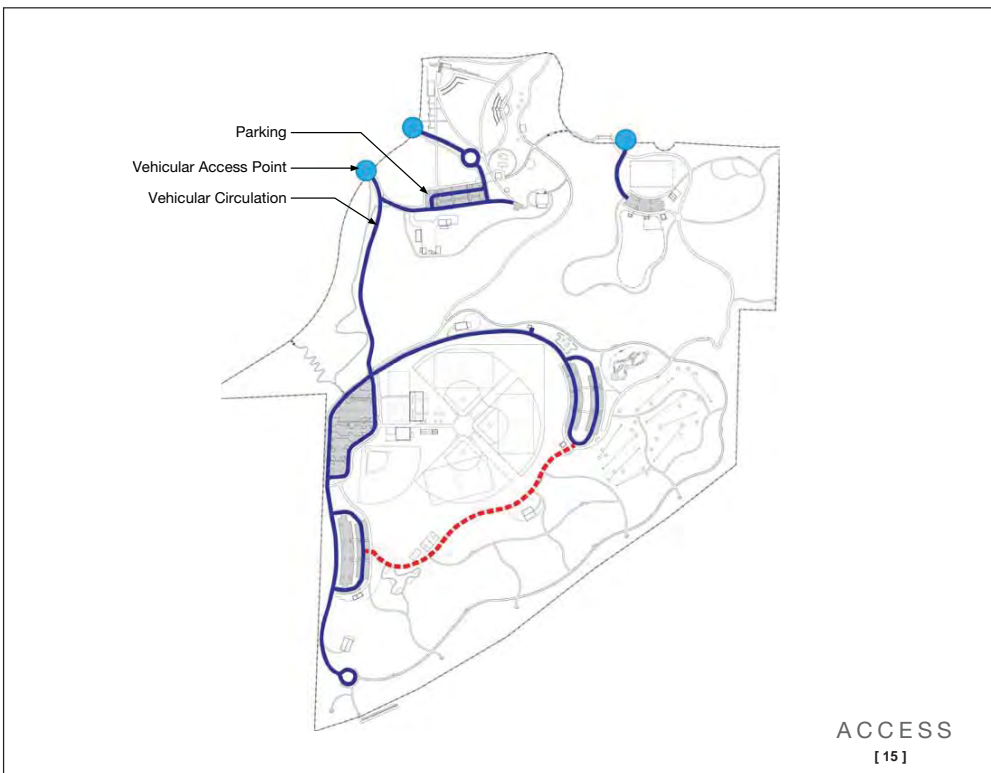 Parking
Vehicular Access Point
Vehicular Circulation
ACCESS
[ 15 ]